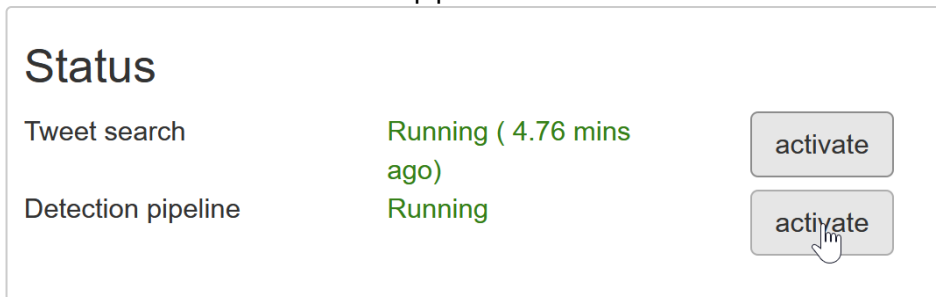 Status
Tweet search Running ( 4.76 mins ago) activate
Detection pipeline Running activate